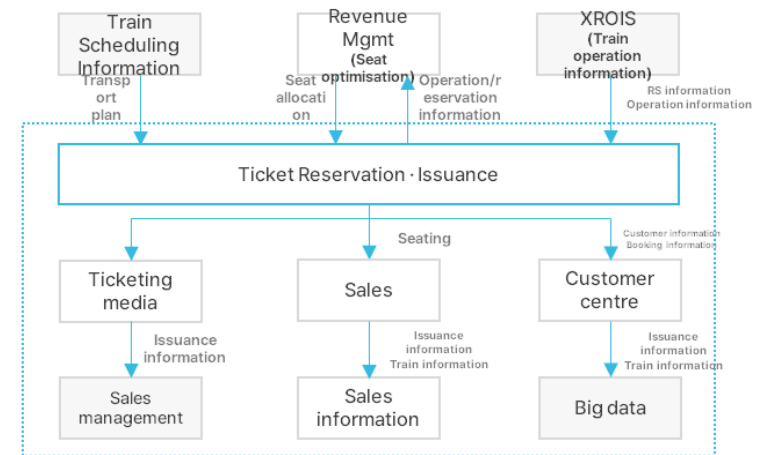 Train
Scheduling
Information
Revenue
Mgmt
(Seat
optimisation)
XROIS
(Train
operation
information)
Transp
ort
plan
Seat
allocati
on
Operation/r
eservation
information
RS information
Operation information
Ticket Reservation · Issuance
Seating
Customer information
Booking information
Ticketing
media
Sales
Customer
centre
Issuance
information
Issuance
information
Train information
Issuance
information
Train information
Sales
management
Sales
information
Big data